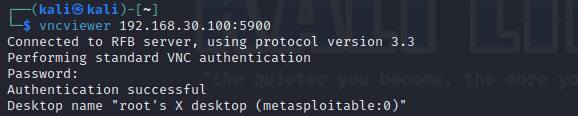 ┌──(kali㉿kali)-[~]
└─$ vncviewer 192.168.30.100:5900
Connected to RFB server, using protocol version 3.3
Performing standard VNC authentication
Password:
Authentication successful
Desktop name "root's X desktop (metasploitable:0)"
"the quieter you become, the more yo